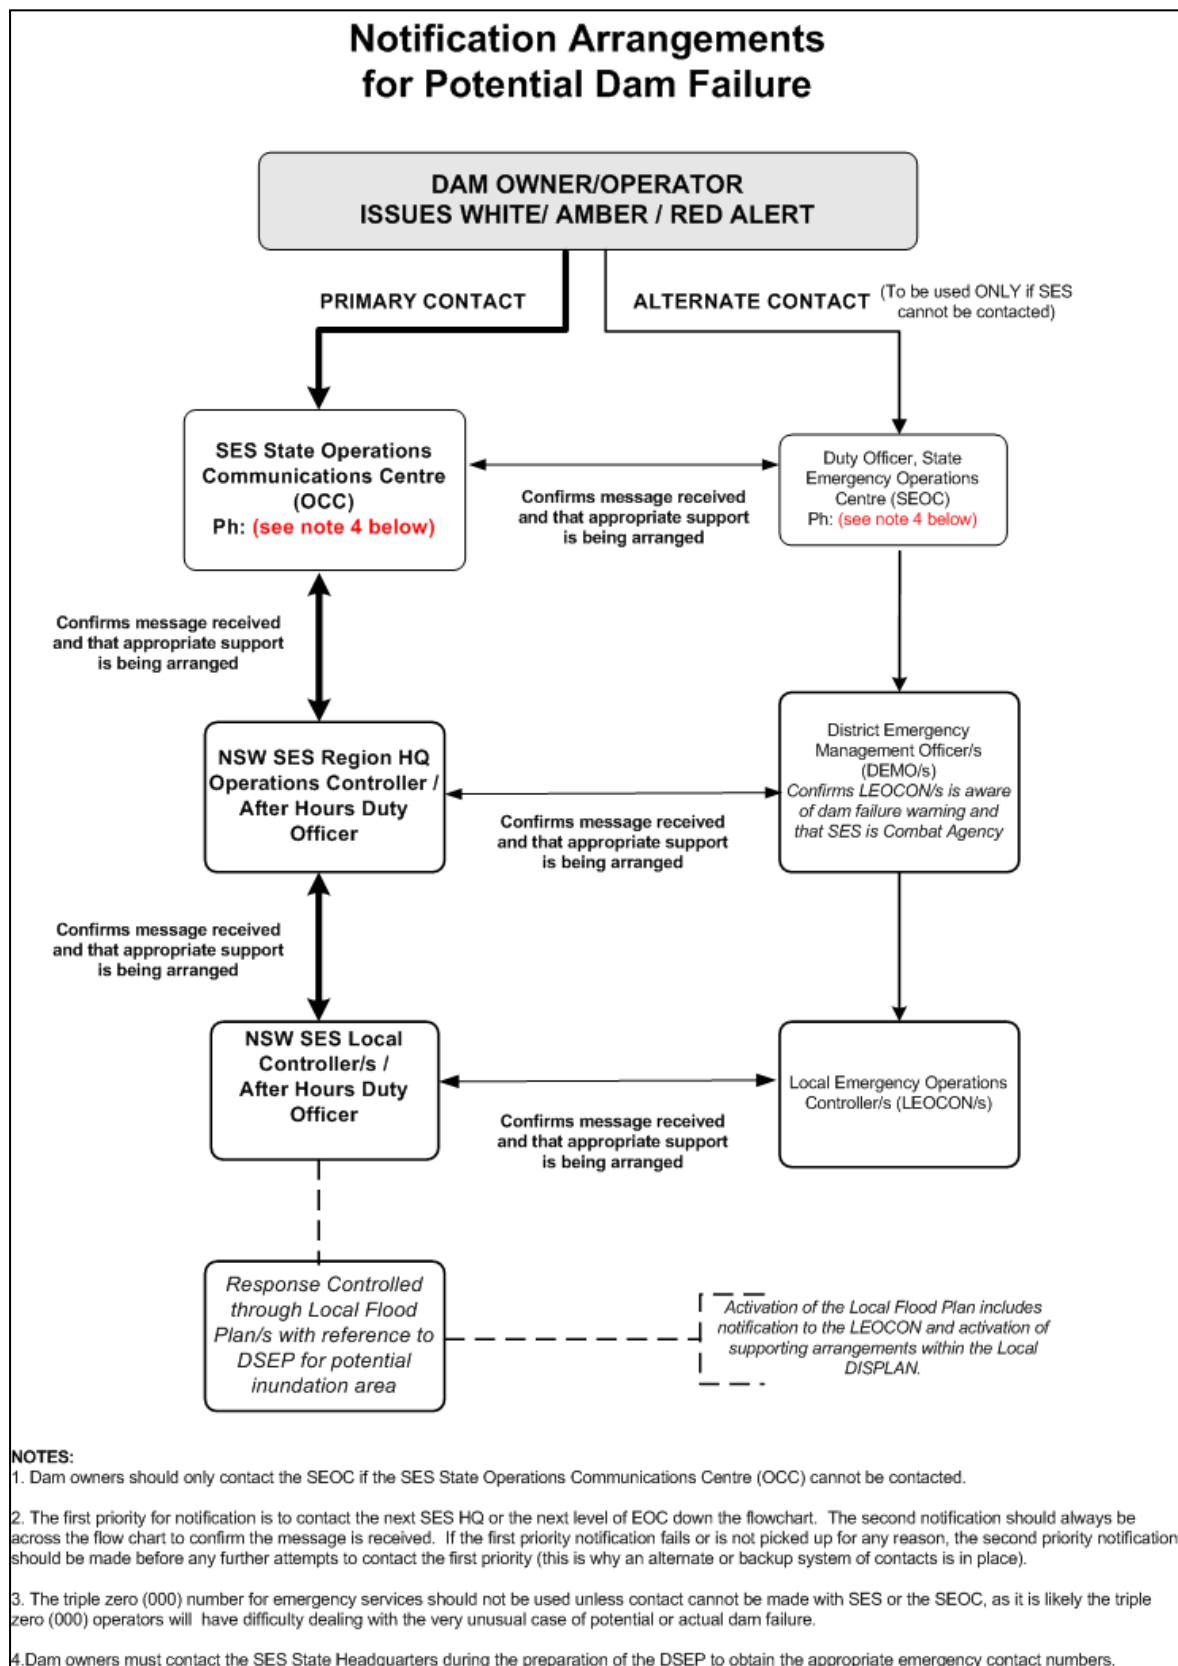 Notification Arrangements
for Potential Dam Failure
DAM OWNER/OPERATOR
ISSUES WHITE/ AMBER / RED ALERT
PRIMARY CONTACT
ALTERNATE CONTACT
(To be used ONLY if SES
cannot be contacted)
SES State Operations
Communications Centre
(OCC)
Ph: (see note 4 below)
Confirms message received
and that appropriate support
is being arranged
Duty Officer, State
Emergency Operations
Centre (SEOC)
Ph: (see note 4 below)
Confirms message received
and that appropriate support
is being arranged
NSW SES Region HQ
Operations Controller /
After Hours Duty
Officer
Confirms message received
and that appropriate support
is being arranged
District Emergency
Management Officer/s
(DEMO/s)
Confirms LEOCON/s is aware
of dam failure warning and
that SES is Combat Agency
Confirms message received
and that appropriate support
is being arranged
NSW SES Local
Controller/s /
After Hours Duty
Officer
Confirms message received
and that appropriate support
is being arranged
Local Emergency Operations
Controller/s (LEOCON/s)
Response Controlled
through Local Flood
Plan/s with reference to
DSEP for potential
inundation area
Activation of the Local Flood Plan includes
notification to the LEOCON and activation of
supporting arrangements within the Local
DISPLAN.
NOTES:
1. Dam owners should only contact the SEOC if the SES State Operations Communications Centre (OCC) cannot be contacted.
2. The first priority for notification is to contact the next SES HQ or the next level of EOC down the flowchart. The second notification should always be
across the flow chart to confirm the message is received. If the first priority notification fails or is not picked up for any reason, the second priority notification
should be made before any further attempts to contact the first priority (this is why an alternate or backup system of contacts is in place).
3. The triple zero (000) number for emergency services should not be used unless contact cannot be made with SES or the SEOC, as it is likely the triple
zero (000) operators will have difficulty dealing with the very unusual case of potential or actual dam failure.
4.Dam owners must contact the SES State Headquarters during the preparation of the DSEP to obtain the appropriate emergency contact numbers.